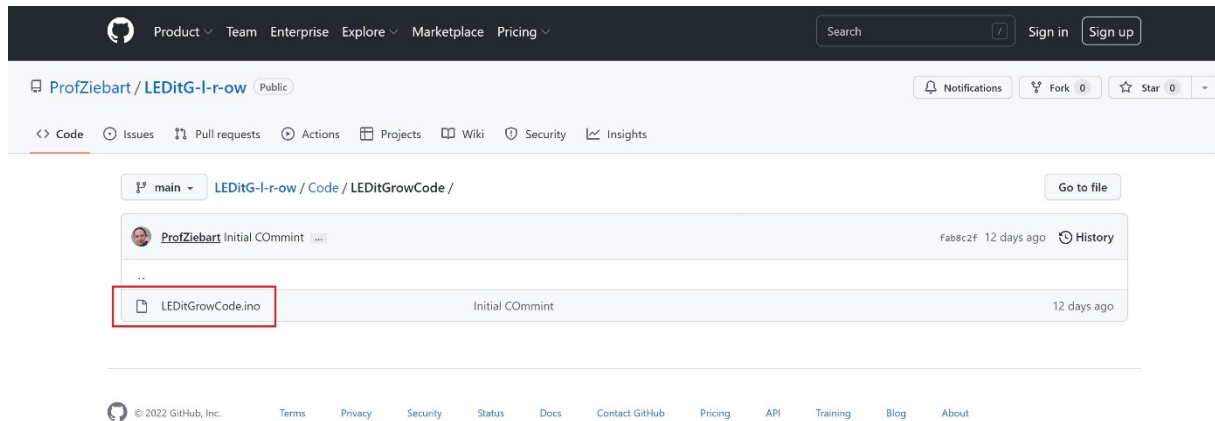 Product Team Enterprise Explore Marketplace Pricing Search / Sign in Sign up
ProfZiebart / LEDitG-l-r-ow Public Notifications Fork 0 Star 0
<> Code Issues Pull requests Actions Projects Wiki Security Insights
main LEDitG-l-r-ow / Code / LEDitGrowCode / Go to file
ProfZiebart Initial COmmint ... fab8c2f 12 days ago History
..
LEDitGrowCode.ino Initial COmmint 12 days ago
© 2022 GitHub, Inc. Terms Privacy Security Status Docs Contact GitHub Pricing API Training Blog About